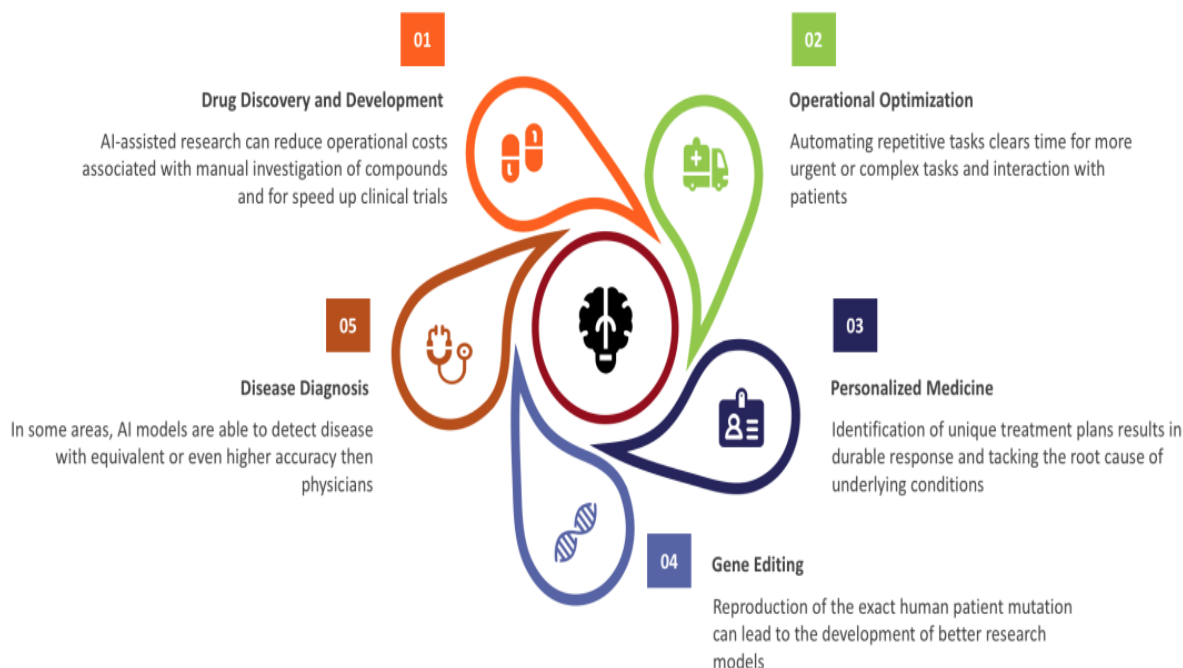 01
Drug Discovery and Development
AI-assisted research can reduce operational costs
associated with manual investigation of compounds
and for speed up clinical trials
02
Operational Optimization
Automating repetitive tasks clears time for more
urgent or complex tasks and interaction with
patients
03
Personalized Medicine
Identification of unique treatment plans results in
durable response and tacking the root cause of
underlying conditions
04
Gene Editing
Reproduction of the exact human patient mutation
can lead to the development of better research
models
05
Disease Diagnosis
In some areas, AI models are able to detect disease
with equivalent or even higher accuracy then
physicians